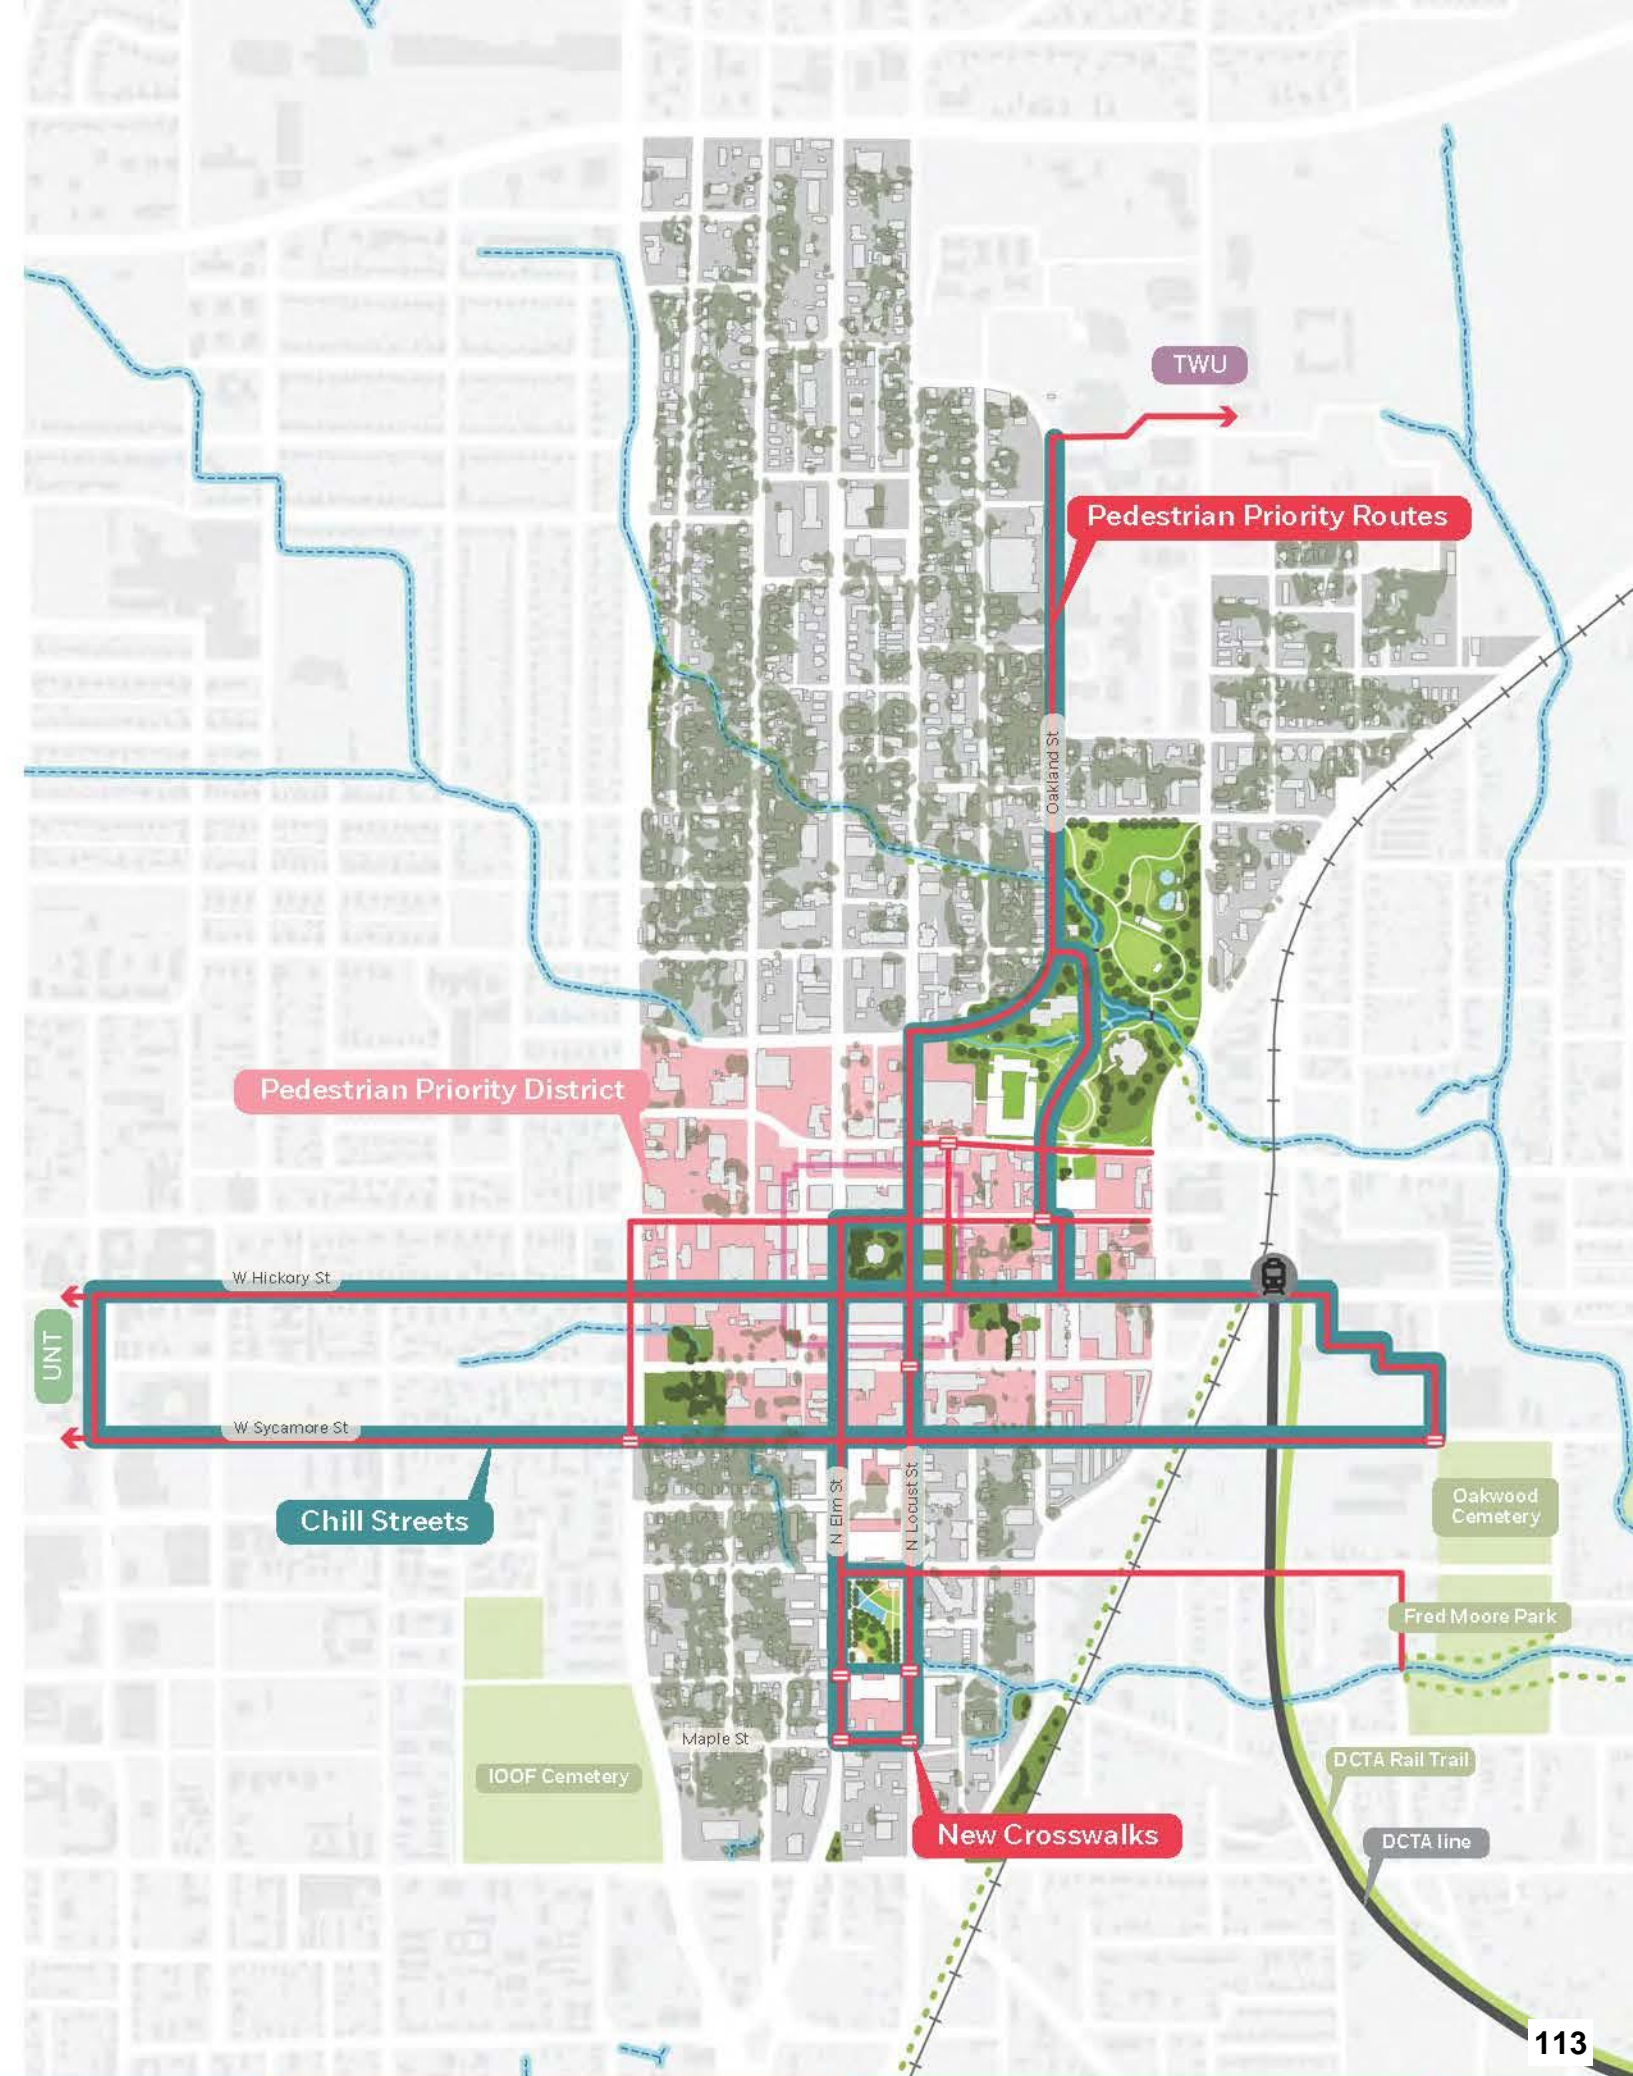 TWU
Pedestrian Priority Routes
Oakland St
Pedestrian Priority District
W Hickory St
UNT
W Sycamore St
Chill Streets
N Elm St
N Locust St
Oakwood
Cemetery
Fred Moore Park
Maple St
IOOF Cemetery
DCTA Rail Trail
New Crosswalks
DCTA line
113